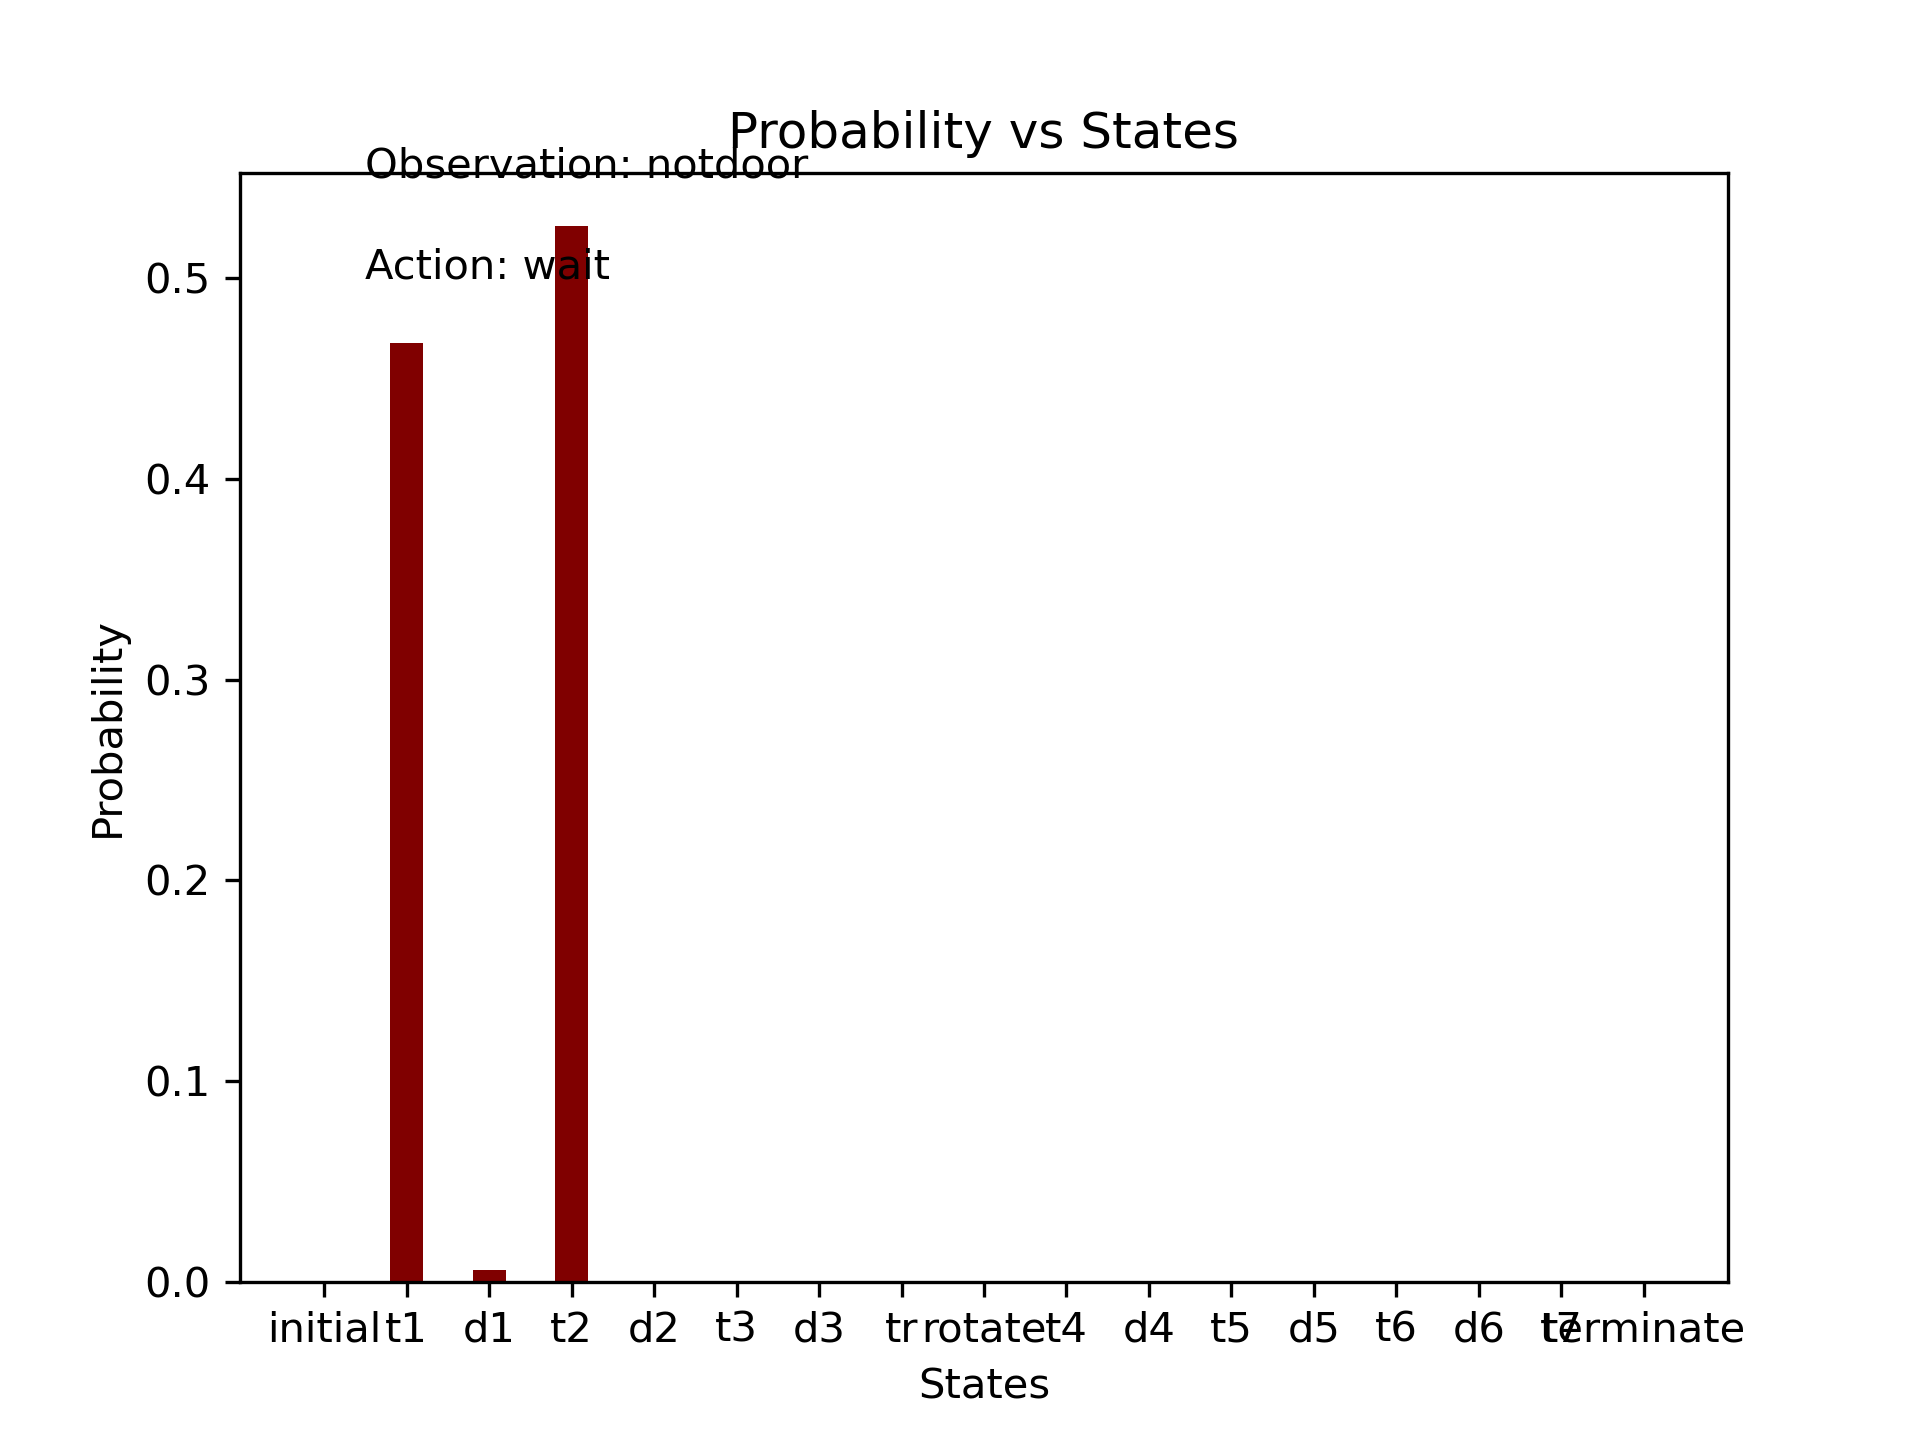 Probability vs States
Observation: notdoor
Action: wait
0.5
0.4
0.3
0.2
0.1
0.0
Probability
initial t1 d1 t2 d2 t3 d3 tr rotate t4 d4 t5 d5 t6 d6 t7 terminate
States